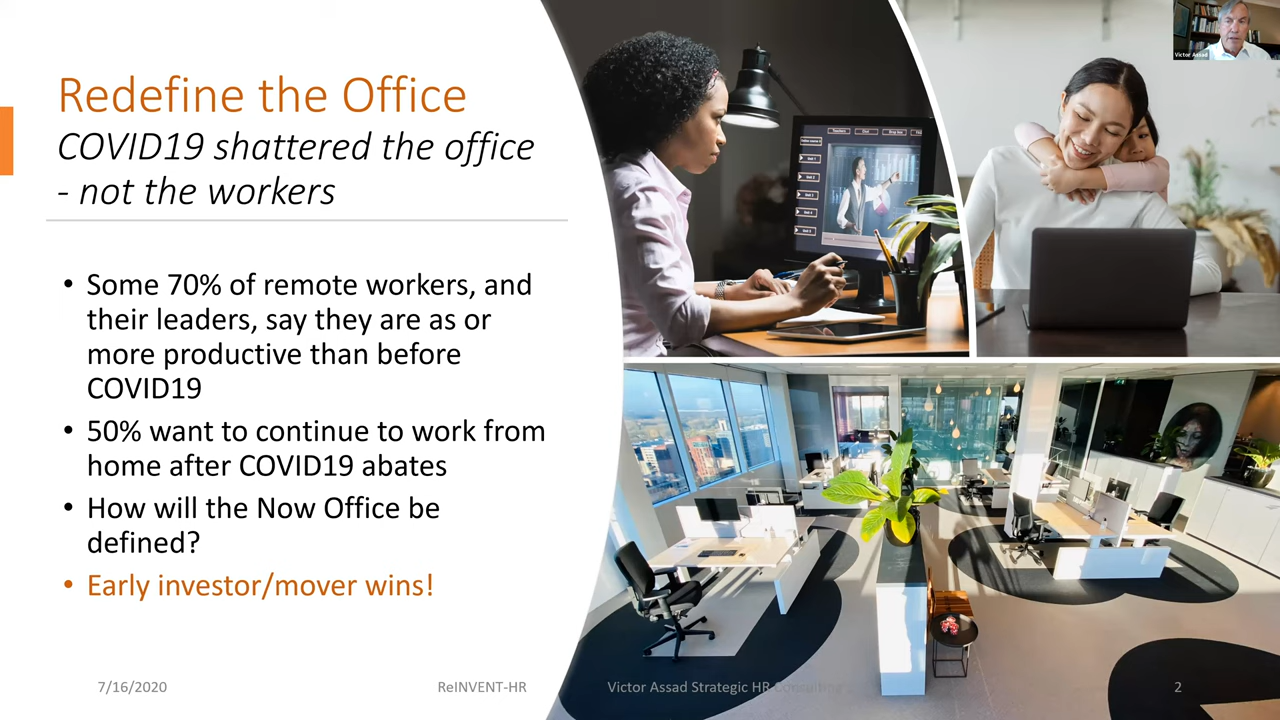 Redefine the Office
COVID19 shattered the office
- not the workers
• Some 70% of remote workers, and
their leaders, say they are as or
more productive than before
COVID19
• 50% want to continue to work from
home after COVID19 abates
• How will the Now Office be
defined?
• Early investor/mover wins!
7/16/2020
ReINVENT-HR
Victor Assad Strategic HR Consulting
2
Victor Assad